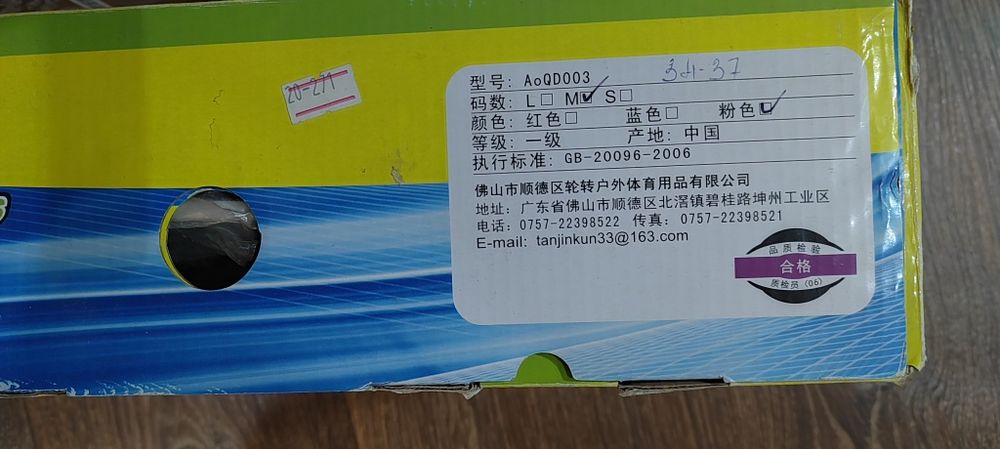 20-271
型号: AoQD003 34-37
码数: L□ M☑ S□
颜色: 红色□ 蓝色□ 粉色☑
等级: 一级 产地: 中国
执行标准: GB-20096-2006
佛山市顺德区轮转户外体育用品有限公司
地址: 广东省佛山市顺德区北滘镇碧桂路坤州工业区
电话: 0757-22398522 传真: 0757-22398521
E-mail: tanjinkun33@163.com
品质检验
合格
质检员 (06)